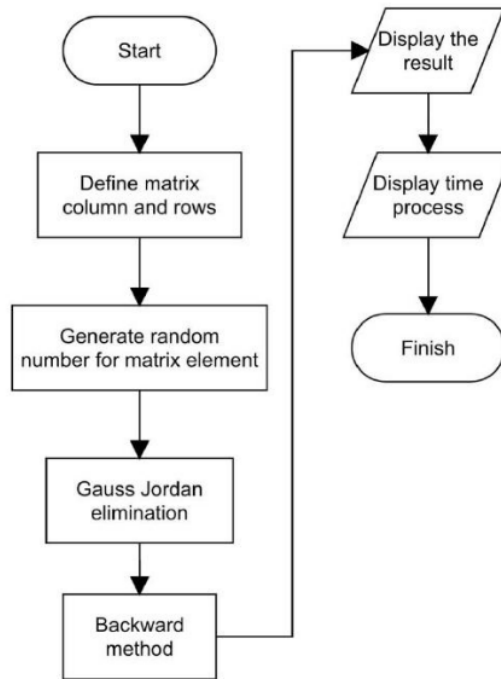 Start
Define matrix
column and rows
Generate random
number for matrix element
Gauss Jordan
elimination
Backward
method
Display the
result
Display time
process
Finish